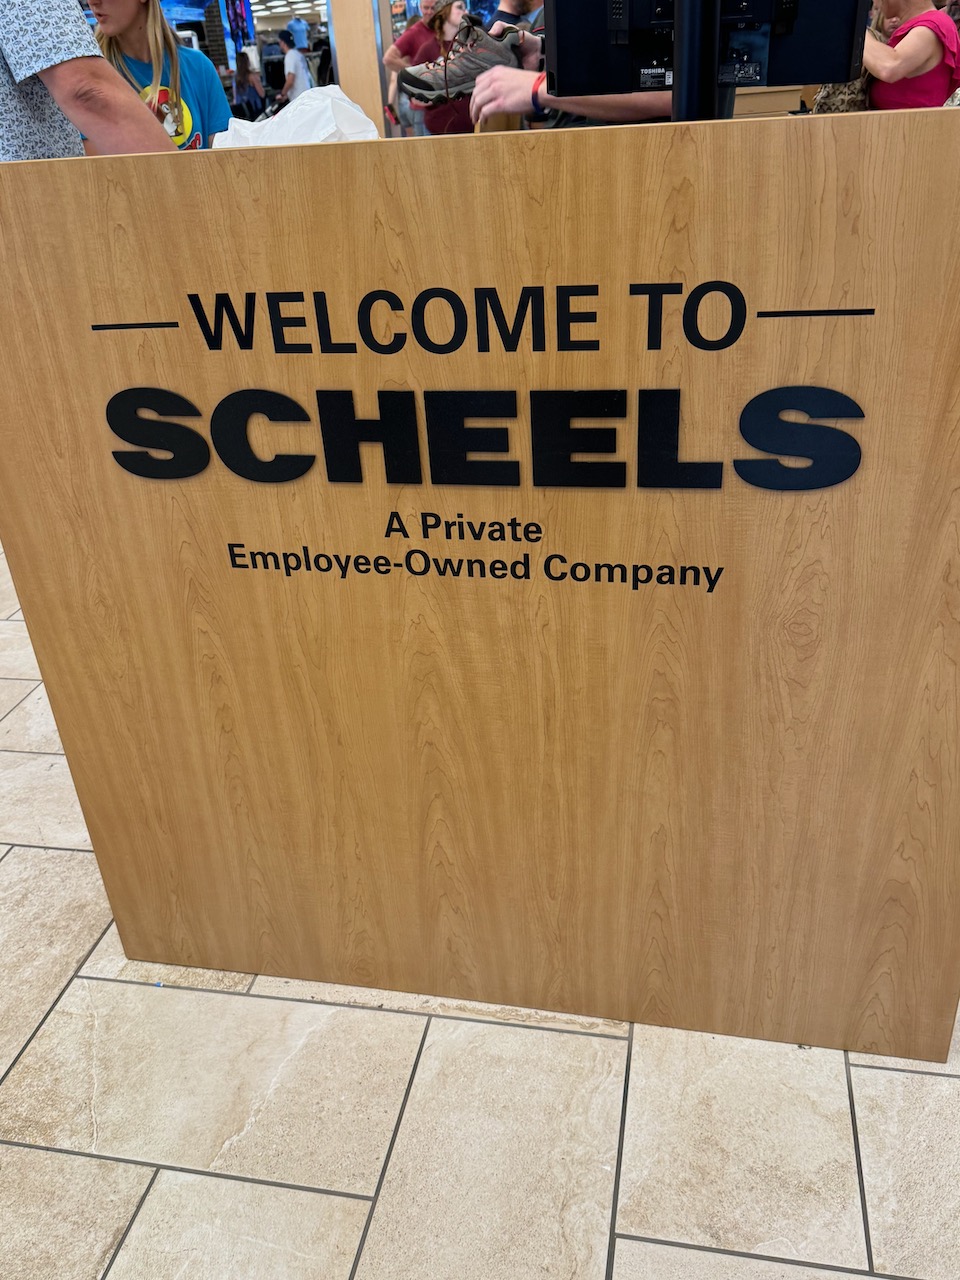 TOSHIBA
WELCOME TO
SCHEELS
A Private
Employee-Owned Company